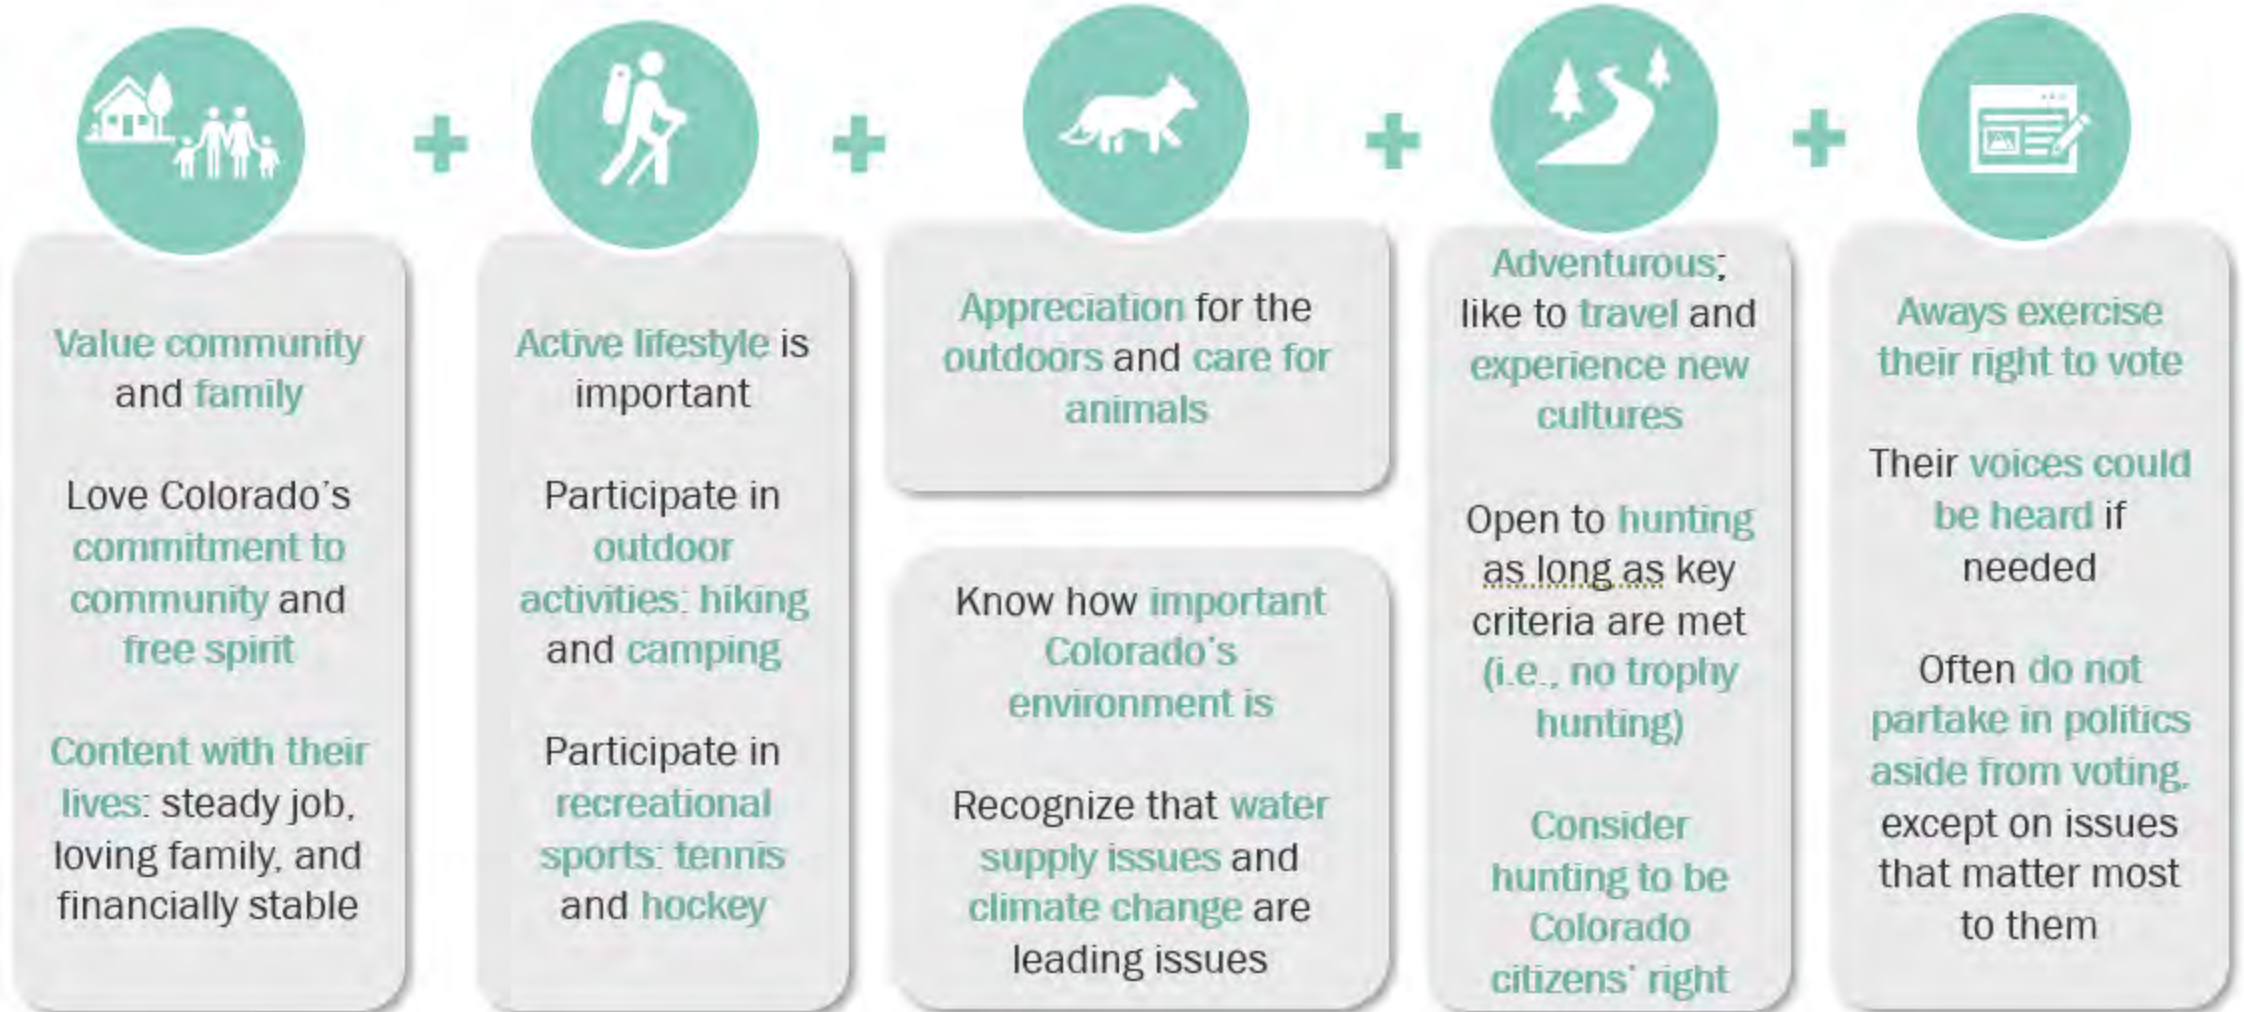 Value community
and family
Love Colorado's
commitment to
community and
free spirit
Content with their
lives: steady job,
loving family, and
financially stable
Active lifestyle is
important
Participate in
outdoor
activities: hiking
and camping
Participate in
recreational
sports: tennis
and hockey
Appreciation for the
outdoors and care for
animals
Know how important
Colorado's
environment is
Recognize that water
supply issues and
climate change are
leading issues
Adventurous;
like to travel and
experience new
cultures
Open to hunting
as long as key
criteria are met
(i.e., no trophy
hunting)
Consider
hunting to be
Colorado
citizens' right
Aways exercise
their right to vote
Their voices could
be heard if
needed
Often do not
partake in politics
aside from voting,
except on issues
that matter most
to them